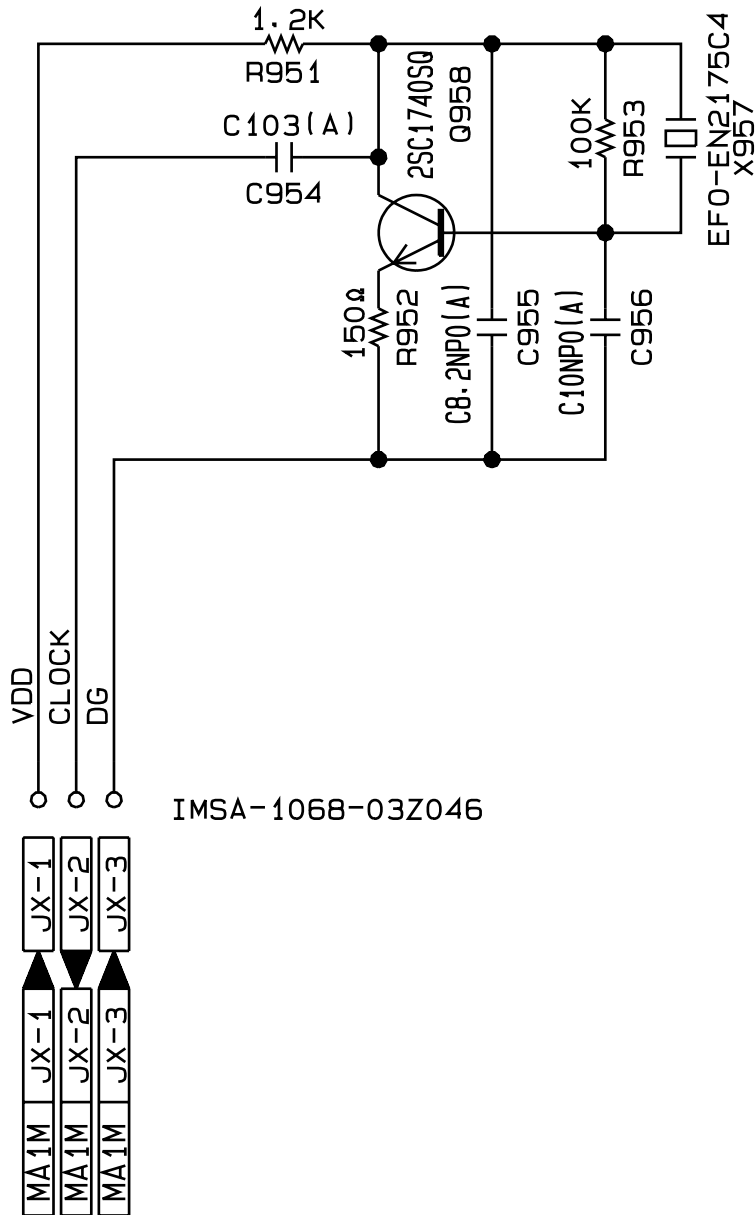 1.2K
R951
C103(A)
C954
2SC1740SQ
Q958
100K
R953
EFO-EN2175C4
X957
150Ω
R952
C8.2NPO(A)
C955
C10NPO(A)
C956
VDD
CLOCK
DG
IMSA-1068-03Z046
JX-1
JX-2
JX-3
JX-1
JX-2
JX-3
MA1M
MA1M
MA1M